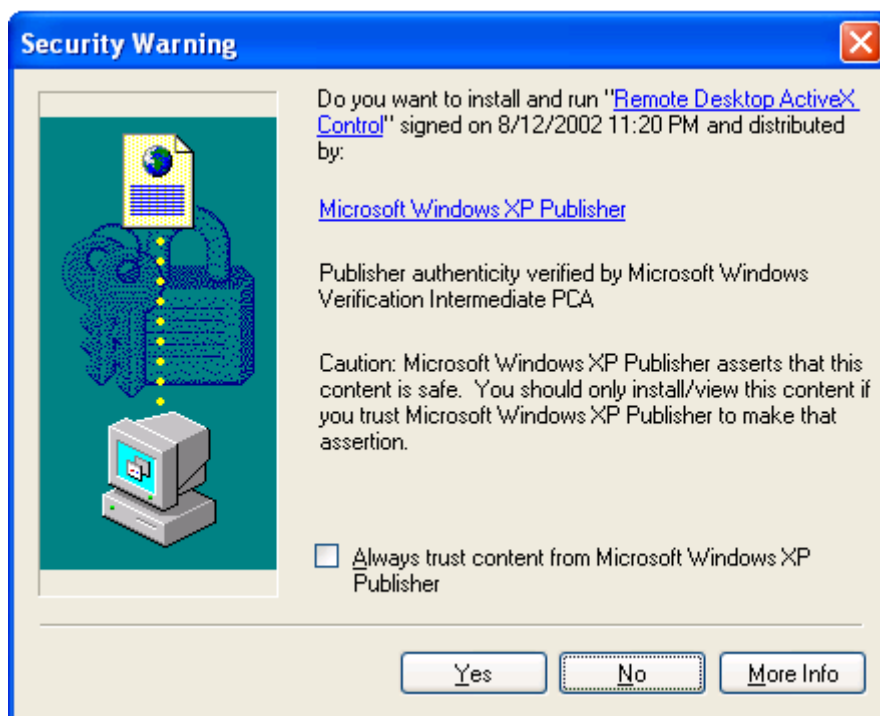 Security Warning
Do you want to install and run "Remote Desktop ActiveX
Control" signed on 8/12/2002 11:20 PM and distributed
by:
Microsoft Windows XP Publisher
Publisher authenticity verified by Microsoft Windows
Verification Intermediate PCA
Caution: Microsoft Windows XP Publisher asserts that this
content is safe.  You should only install/view this content if
you trust Microsoft Windows XP Publisher to make that
assertion.
Always trust content from Microsoft Windows XP
Publisher
Yes
No
More Info